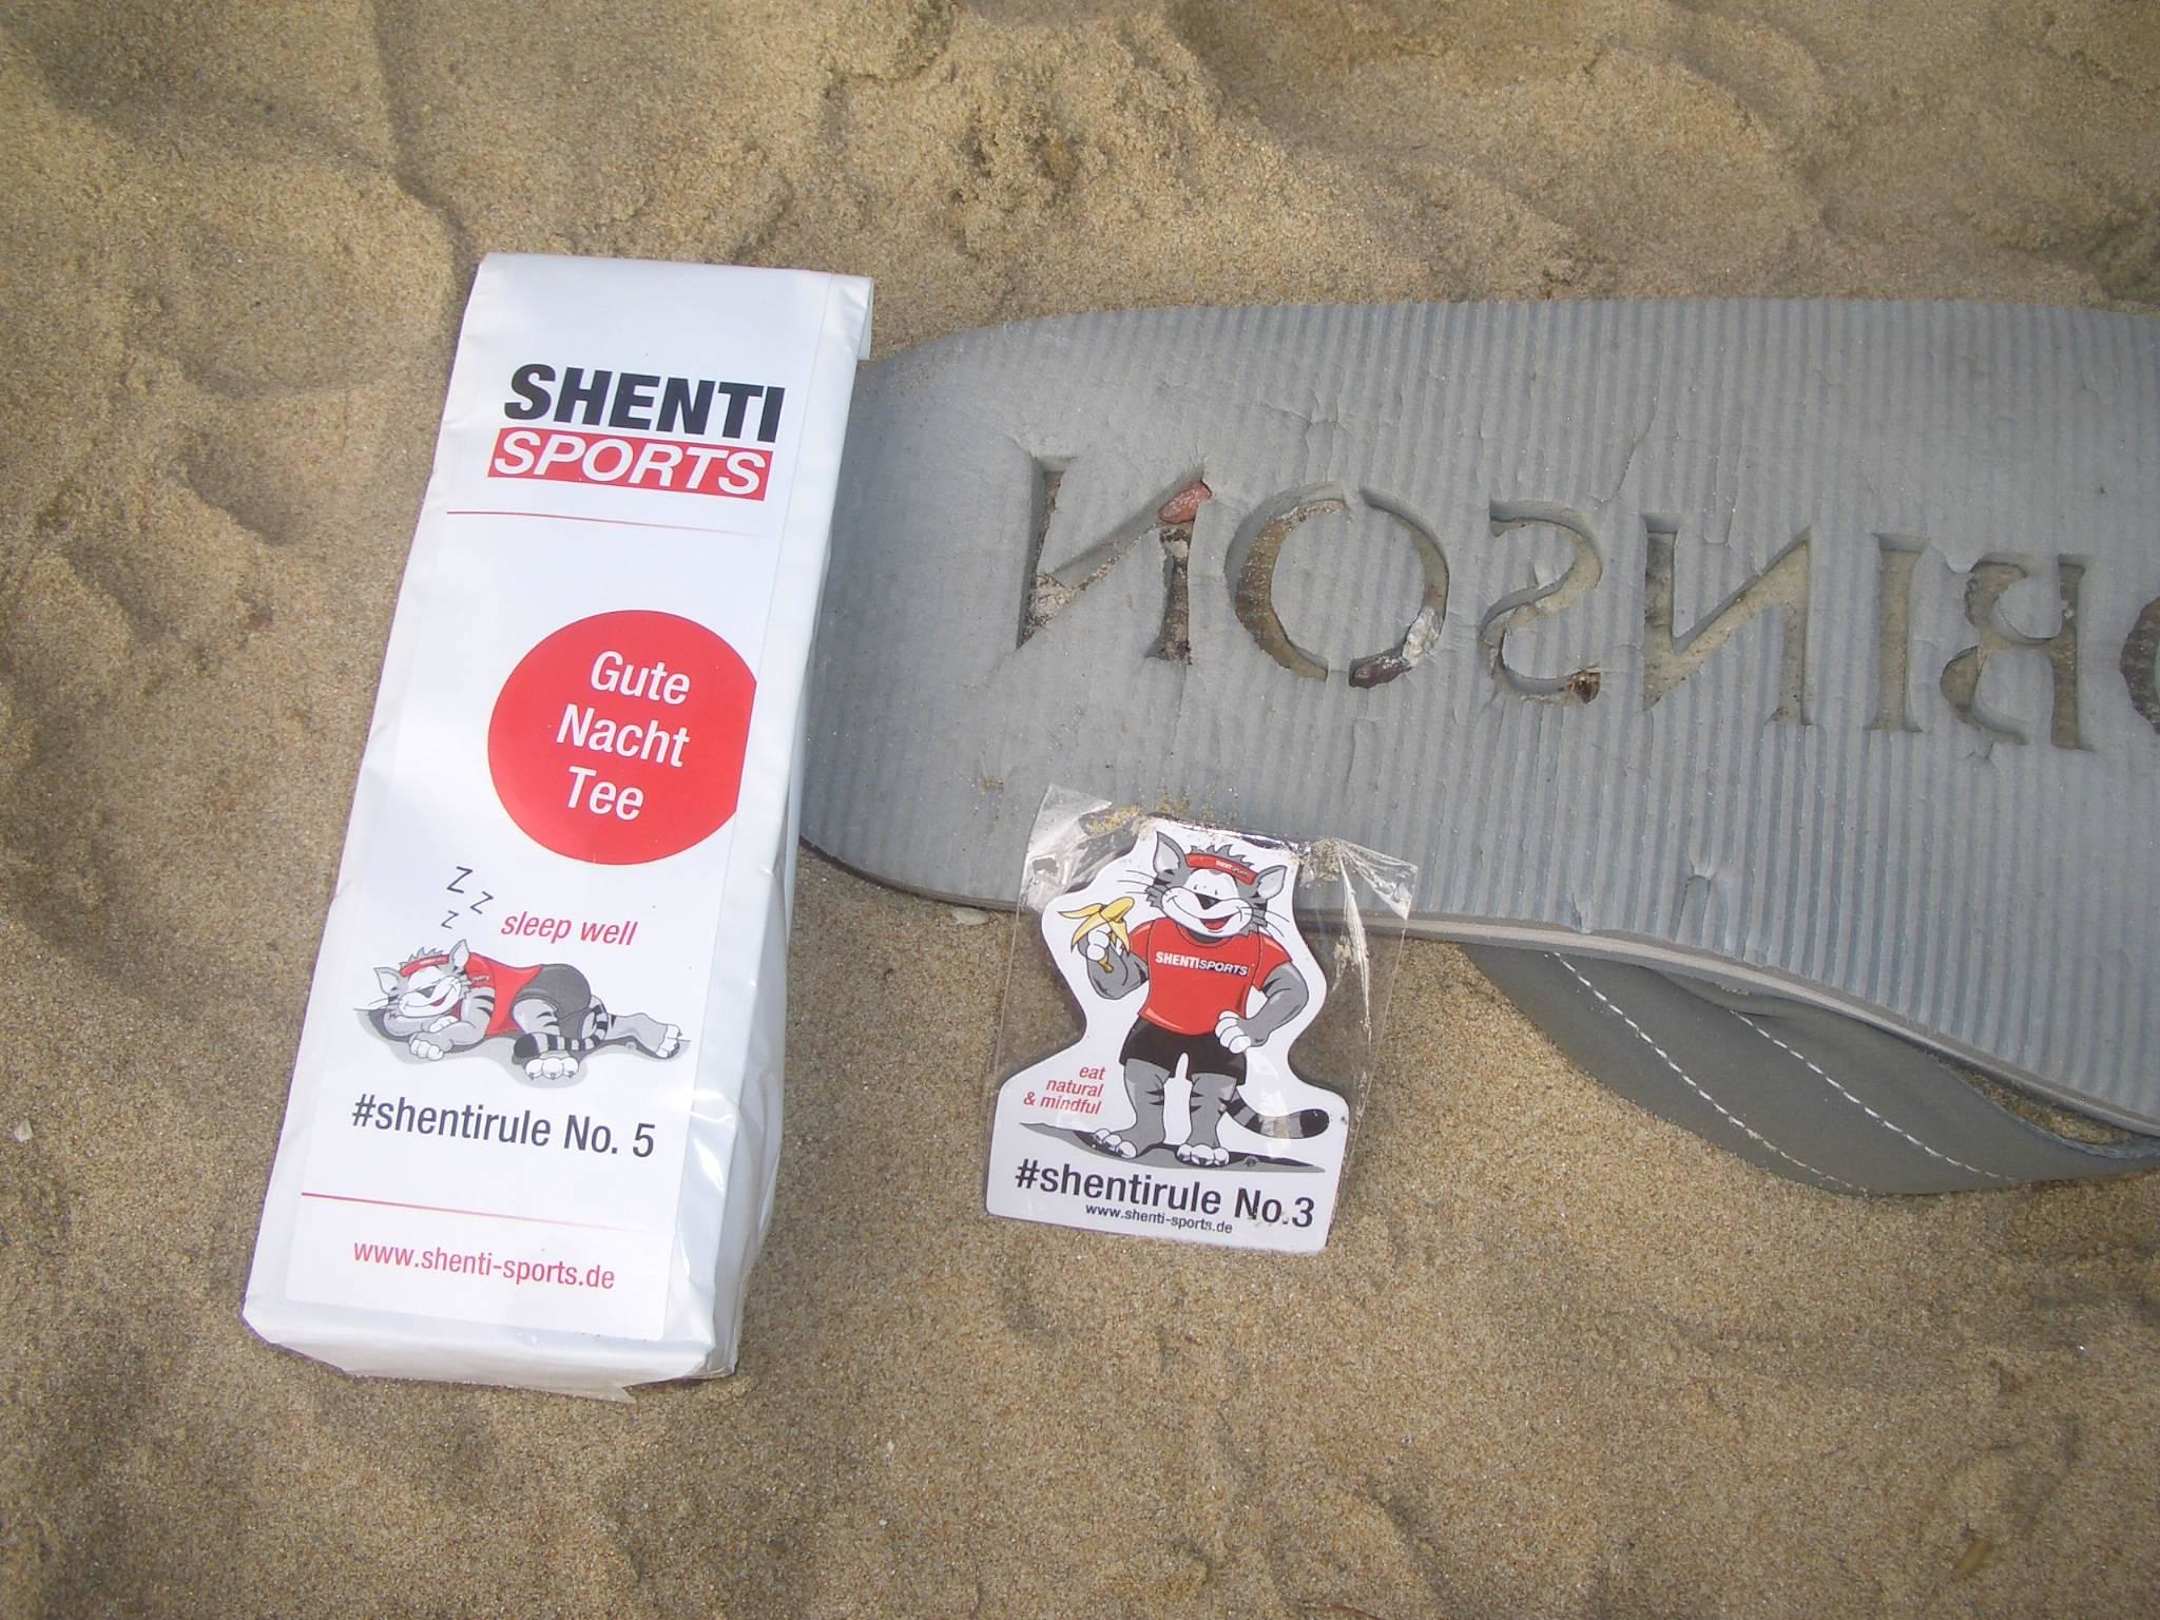 SHENTI
SPORTS
Gute
Nacht
Tee
Z
Z
Z
sleep well
#shentirule No. 5
www.shenti-sports.de
SHENTISPORTS
eat
natural
& mindful
#shentirule No.3
www.shenti-sports.de
OBINSON